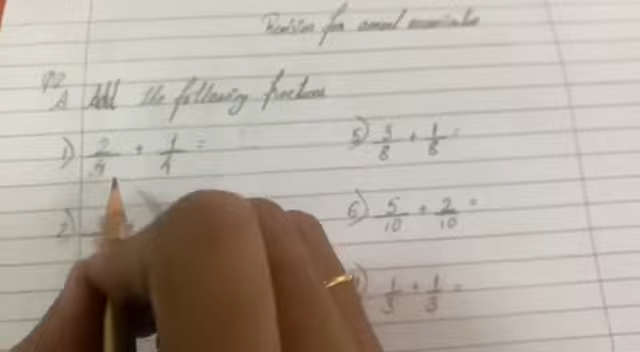 Revision for annual examination
Q2
A Add the following fractions
1) 2/4 + 1/4 =
2)
5) 3/8 + 1/8 =
6) 5/10 + 2/10 =
1/3 + 1/3 =